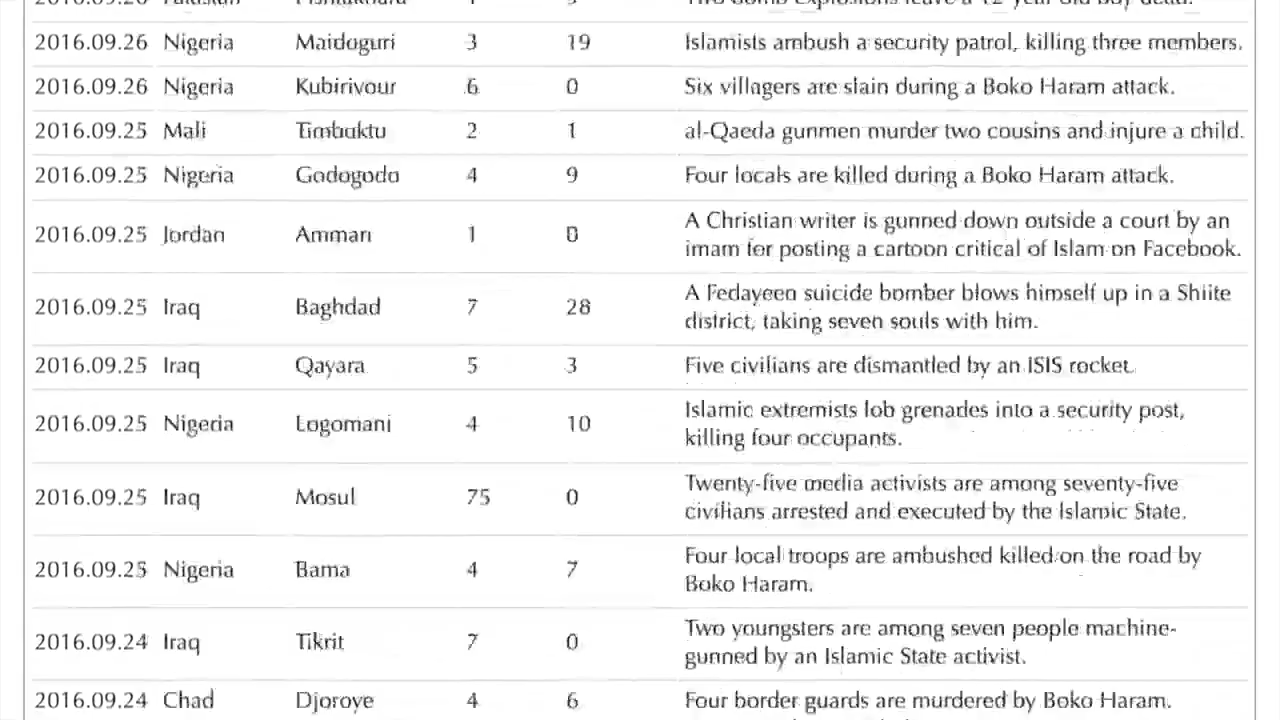 2016.09.26 Nigeria Maidoguri 3 19 Islamists ambush a security patrol, killing three members.
2016.09.26 Nigeria Kubirivour 6 0 Six villagers are slain during a Boko Haram attack.
2016.09.25 Mali Timbuktu 2 1 al-Qaeda gunmen murder two cousins and injure a child.
2016.09.25 Nigeria Godogodo 4 9 Four locals are killed during a Boko Haram attack.
2016.09.25 Jordan Amman 1 0 A Christian writer is gunned down outside a court by an
imam for posting a cartoon critical of Islam on Facebook.
2016.09.25 Iraq Baghdad 7 28 A Fedayeen suicide bomber blows himself up in a Shiite
district, taking seven souls with him.
2016.09.25 Iraq Qayara 5 3 Five civilians are dismantled by an ISIS rocket.
2016.09.25 Nigeria Logomani 4 10 Islamic extremists lob grenades into a security post,
killing four occupants.
2016.09.25 Iraq Mosul 75 0 Twenty-five media activists are among seventy-five
civilians arrested and executed by the Islamic State.
2016.09.25 Nigeria Bama 4 7 Four local troops are ambushed killed on the road by
Boko Haram.
2016.09.24 Iraq Tikrit 7 0 Two youngsters are among seven people machine-
gunned by an Islamic State activist.
2016.09.24 Chad Djoroye 4 6 Four border guards are murdered by Boko Haram.